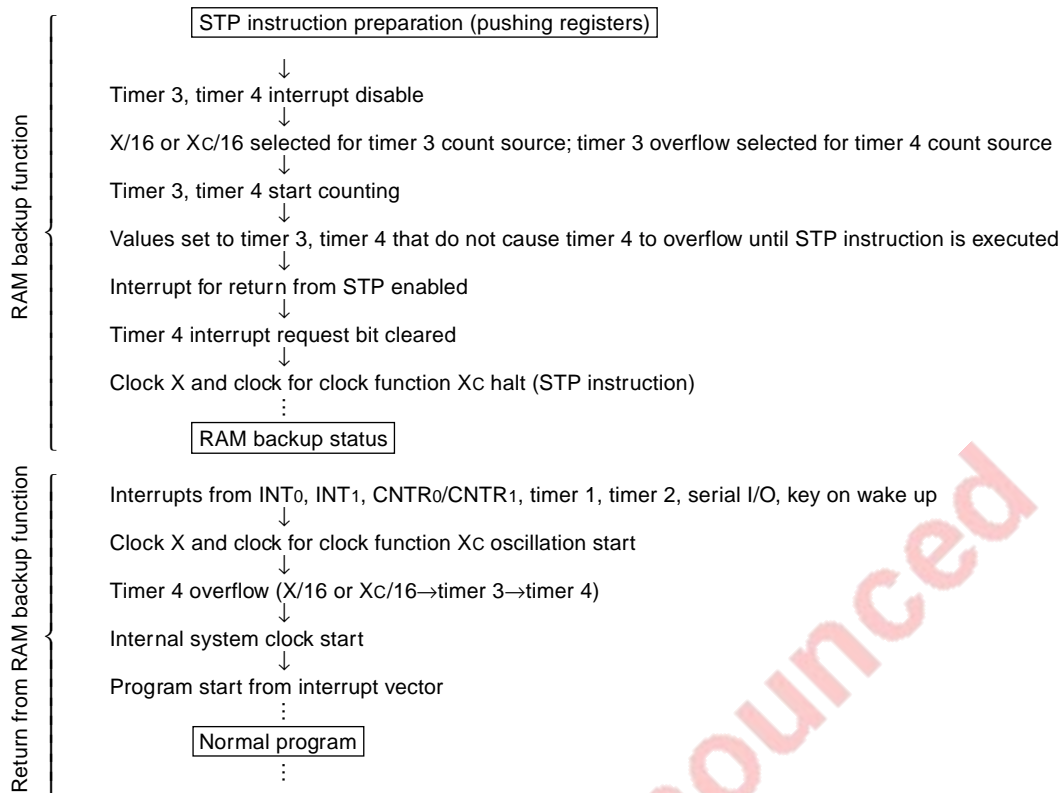 STP instruction preparation (pushing registers)
↓
Timer 3, timer 4 interrupt disable
↓
X/16 or XC/16 selected for timer 3 count source; timer 3 overflow selected for timer 4 count source
↓
Timer 3, timer 4 start counting
↓
Values set to timer 3, timer 4 that do not cause timer 4 to overflow until STP instruction is executed
↓
Interrupt for return from STP enabled
↓
Timer 4 interrupt request bit cleared
↓
Clock X and clock for clock function XC halt (STP instruction)
⋮
RAM backup status
RAM backup function
Interrupts from INT0, INT1, CNTR0/CNTR1, timer 1, timer 2, serial I/O, key on wake up
↓
Clock X and clock for clock function XC oscillation start
↓
Timer 4 overflow (X/16 or XC/16→timer 3→timer 4)
↓
Internal system clock start
↓
Program start from interrupt vector
⋮
Normal program
⋮
Return from RAM backup function
ounced